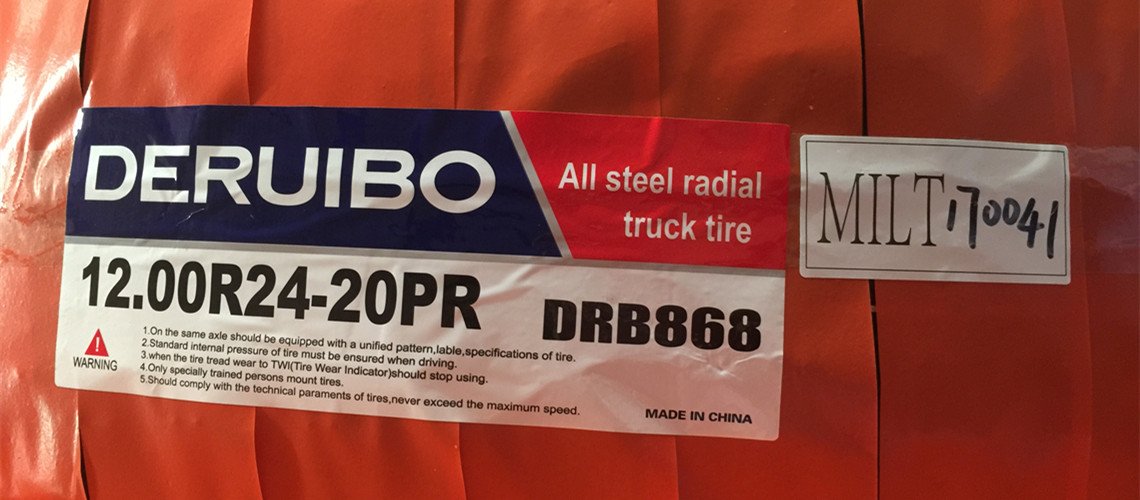 DERUIBO
All steel radial
truck tire
12.00R24-20PR
DRB868
WARNING
1.On the same axle should be equipped with a unified pattern,lable,specifications of tire.
2.Standard internal pressure of tire must be ensured when driving.
3.when the tire tread wear to TWI(Tire Wear Indicator)should stop using.
4.Only specially trained persons mount tires.
5.Should comply with the technical paraments of tires,never exceed the maximum speed.
MADE IN CHINA
MILT170041